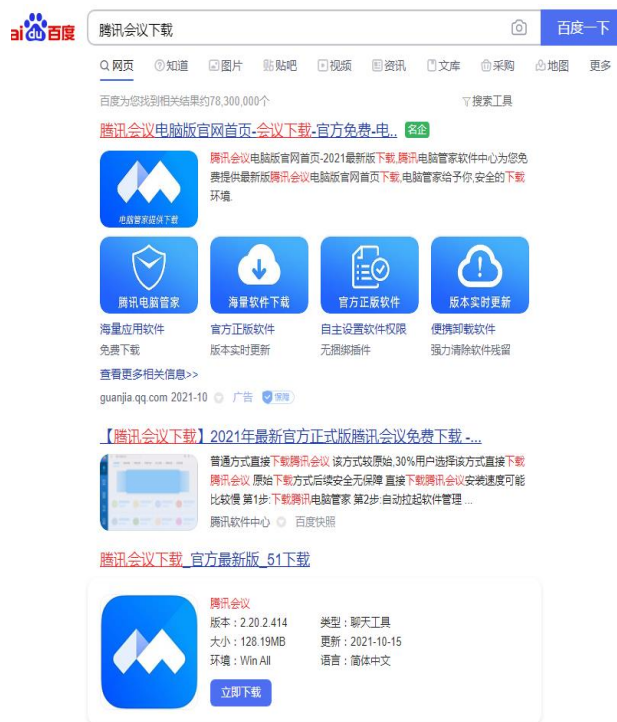 ai du 百度
腾讯会议下载
百度一下
网页 知道 图片 贴吧 视频 资讯 文库 采购 地图 更多
百度为您找到相关结果约78,300,000个
搜索工具
腾讯会议电脑版官网首页-会议下载-官方免费-电.. 名企
腾讯会议电脑版官网首页-2021最新版下载,腾讯电脑管家软件中心为您免
费提供最新版腾讯会议电脑版官网首页下载,电脑管家给予你,安全的下载
环境.
电脑管家提供下载
腾讯电脑管家 海量软件下载 官方正版软件 版本实时更新
海量应用软件 官方正版软件 自主设置软件权限 便携卸载软件
免费下载 版本实时更新 无捆绑插件 强力清除软件残留
查看更多相关信息>>
guanjia.qq.com 2021-10 广告 保障
【腾讯会议下载】2021年最新官方正式版腾讯会议免费下载 -...
普通方式直接下载腾讯会议 该方式较原始,30%用户选择该方式直接下载
腾讯会议 原始下载方式后续安全无保障 直接下载腾讯会议安装速度可能
比较慢 第1步:下载腾讯电脑管家 第2步:自动拉起软件管理 ...
腾讯软件中心 百度快照
腾讯会议下载_官方最新版_51下载
腾讯会议
版本：2.20.2.414 类型：聊天工具
大小：128.19MB 更新：2021-10-15
环境：Win All 语言：简体中文
立即下载